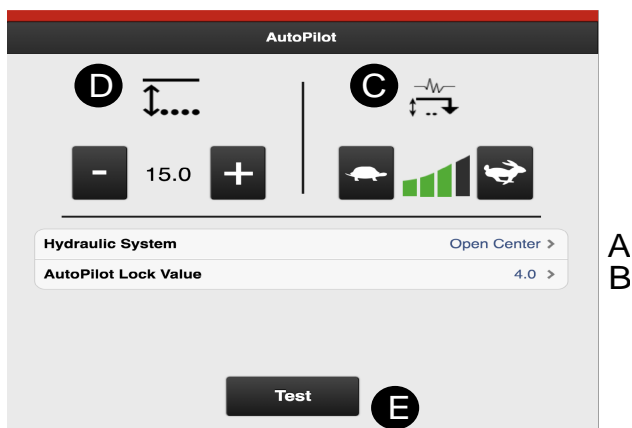 AutoPilot
D
C
- 15.0 +
Hydraulic System Open Center > A
AutoPilot Lock Value 4.0 > B
Test
E